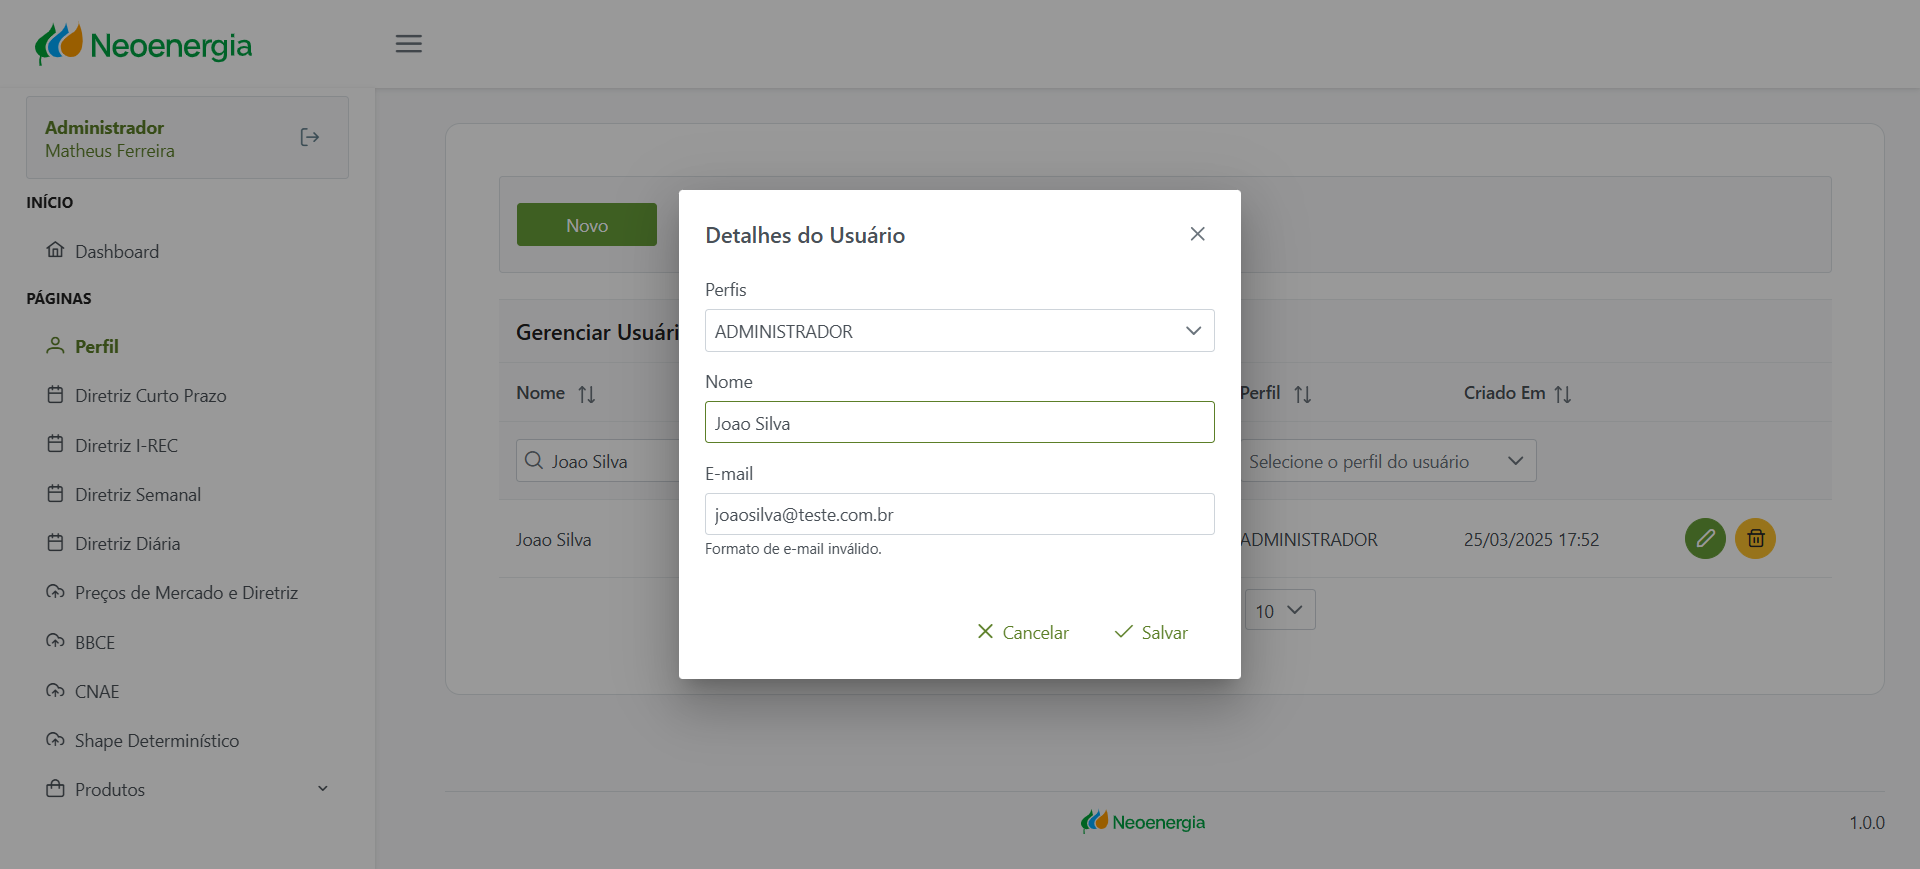 Neoenergia
Administrador
Matheus Ferreira
INÍCIO
Dashboard
PÁGINAS
Perfil
Diretriz Curto Prazo
Diretriz I-REC
Diretriz Semanal
Diretriz Diária
Preços de Mercado e Diretriz
BBCE
CNAE
Shape Determinístico
Produtos
Novo
Gerenciar Usuári
Nome
Perfil
Criado Em
Joao Silva
Selecione o perfil do usuário
Joao Silva
ADMINISTRADOR
25/03/2025 17:52
10
Detalhes do Usuário
Perfis
ADMINISTRADOR
Nome
Joao Silva
E-mail
joaosilva@teste.com.br
Formato de e-mail inválido.
Cancelar
Salvar
Neoenergia
1.0.0